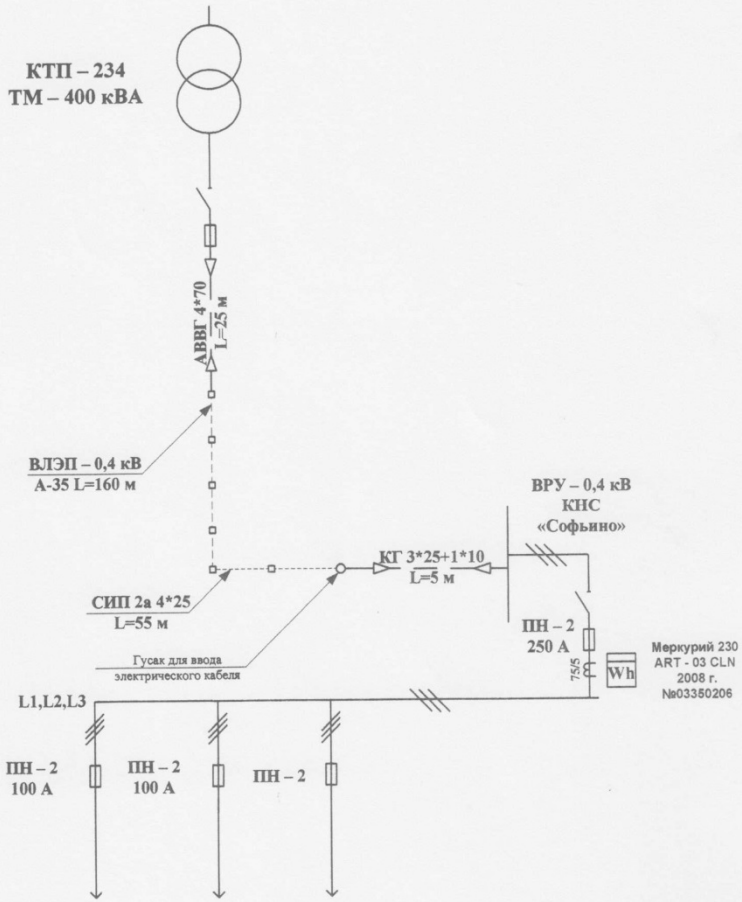 КТП – 234
ТМ – 400 кВА
АВВГ 4*70
L=25 м
ВЛЭП – 0,4 кВ
А-35 L=160 м
ВРУ – 0,4 кВ
КНС
«Софьино»
КГ 3*25+1*10
L=5 м
СИП 2а 4*25
L=55 м
ПН – 2
250 А
75/5
Wh
Меркурий 230
ART - 03 CLN
2008 г.
№03350206
Гусак для ввода
электрического кабеля
L1,L2,L3
ПН – 2
100 А
ПН – 2
100 А
ПН – 2